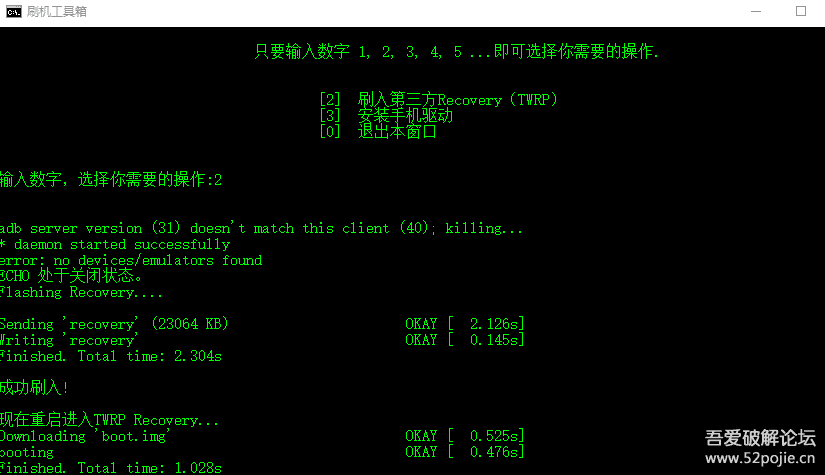 刷机工具箱
只要输入数字 1, 2, 3, 4, 5 ...即可选择你需要的操作.
[2] 刷入第三方Recovery (TWRP)
[3] 安装手机驱动
[0] 退出本窗口
输入数字, 选择你需要的操作:2
adb server version (31) doesn't match this client (40); killing...
* daemon started successfully
error: no devices/emulators found
ECHO 处于关闭状态。
Flashing Recovery....
Sending 'recovery' (23064 KB) OKAY [ 2.126s]
Writing 'recovery' OKAY [ 0.145s]
Finished. Total time: 2.304s
成功刷入!
现在重启进入TWRP Recovery...
Downloading 'boot.img' OKAY [ 0.525s]
booting OKAY [ 0.476s]
Finished. Total time: 1.028s
吾爱破解论坛
www.52pojie.cn